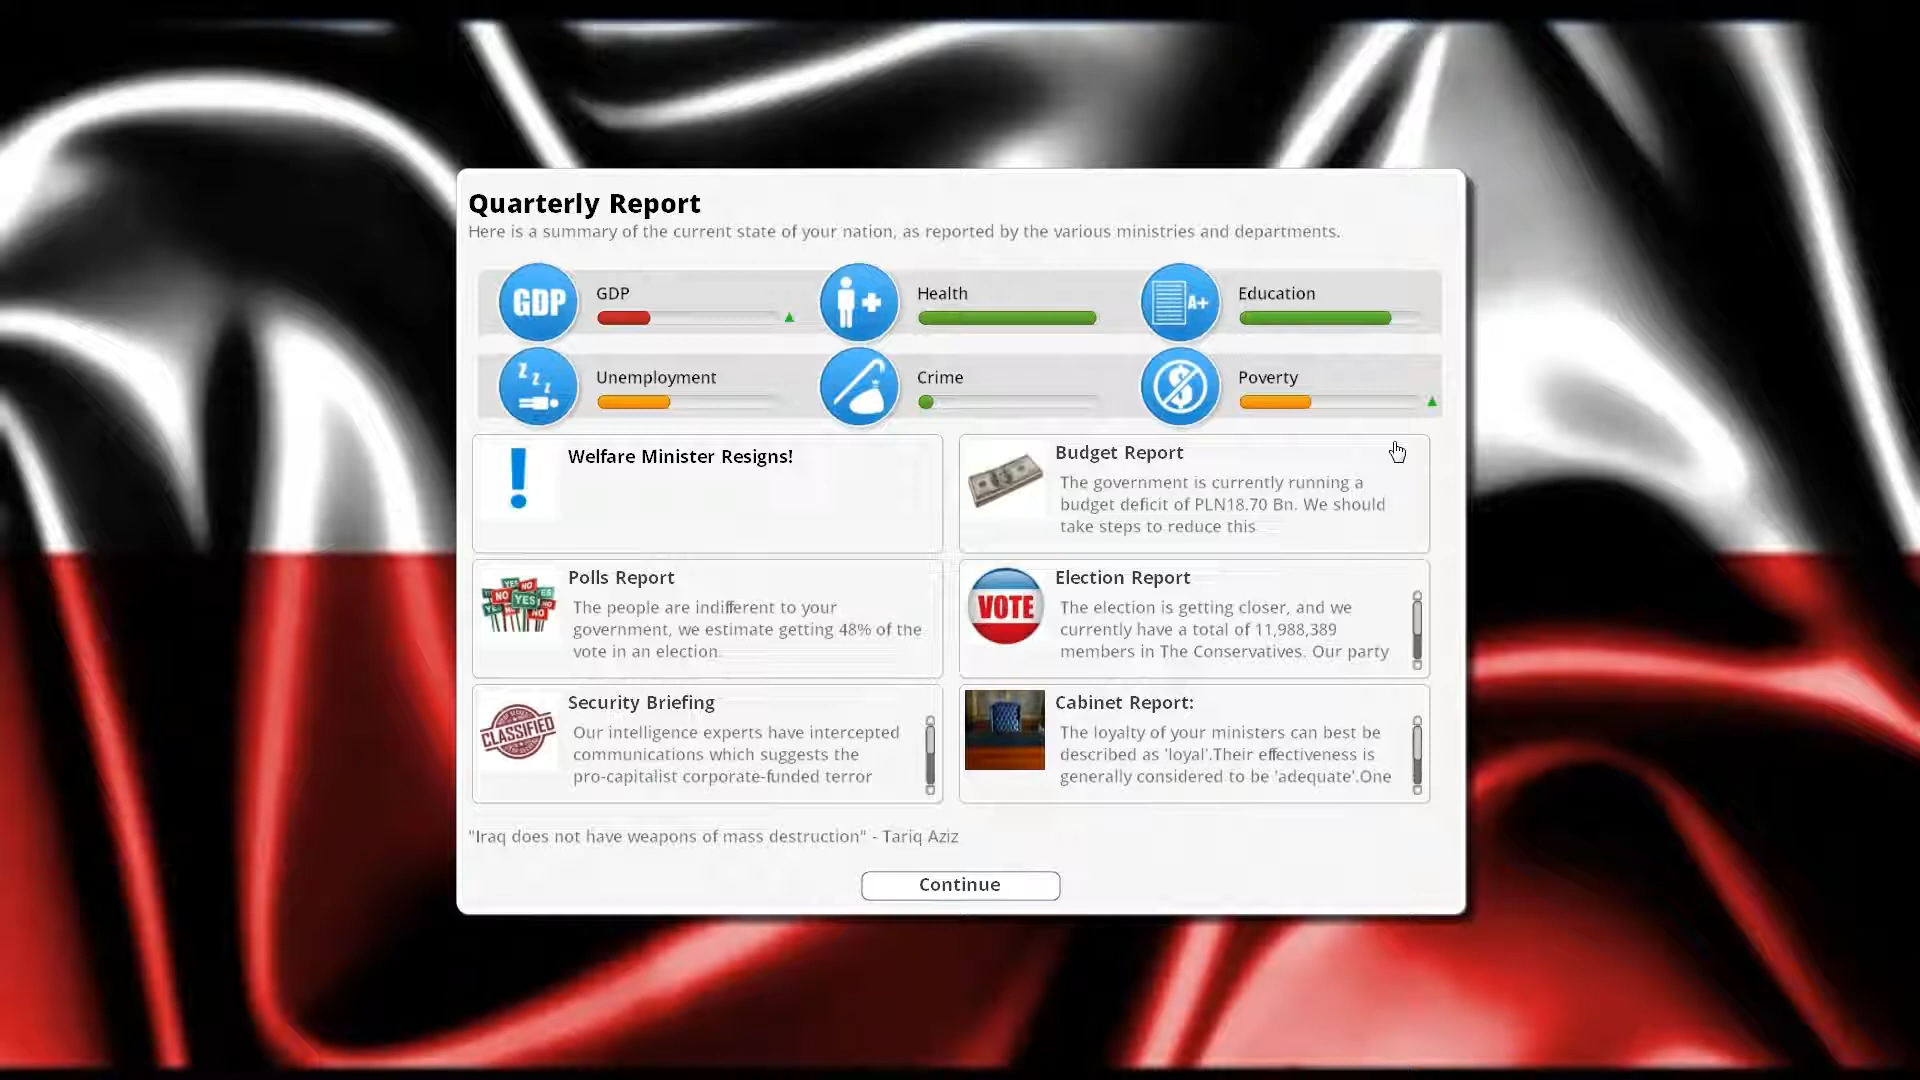 Quarterly Report
Here is a summary of the current state of your nation, as reported by the various ministries and departments.
GDP
GDP
Health
A+
Education
Z Z Z
Unemployment
Crime
$
Poverty
!
Welfare Minister Resigns!
Budget Report
The government is currently running a
budget deficit of PLN18.70 Bn. We should
take steps to reduce this
YES NO
NO YES
Polls Report
The people are indifferent to your
government, we estimate getting 48% of the
vote in an election.
VOTE
Election Report
The election is getting closer, and we
currently have a total of 11,988,389
members in The Conservatives. Our party
CLASSIFIED
Security Briefing
Our intelligence experts have intercepted
communications which suggests the
pro-capitalist corporate-funded terror
Cabinet Report:
The loyalty of your ministers can best be
described as 'loyal'.Their effectiveness is
generally considered to be 'adequate'.One
"Iraq does not have weapons of mass destruction" - Tariq Aziz
Continue